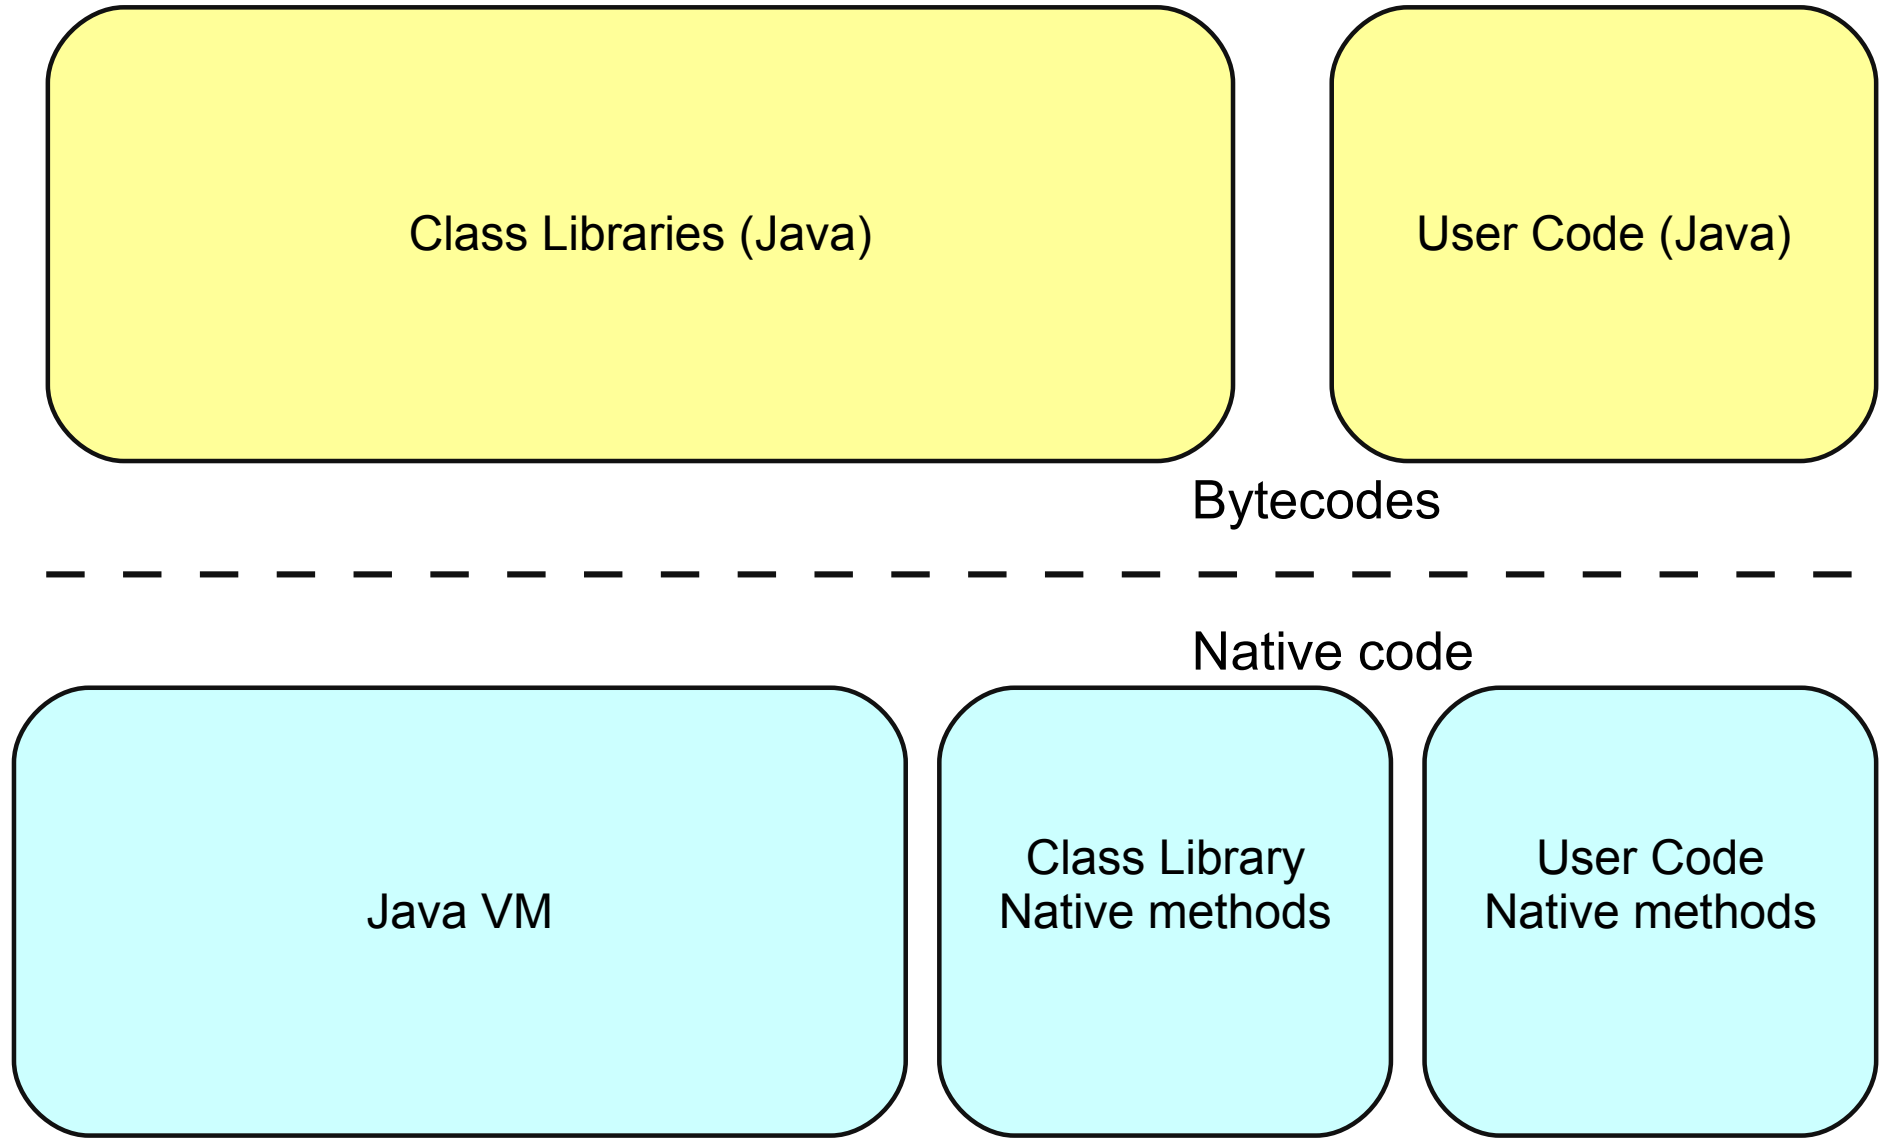 Class Libraries (Java)
User Code (Java)
Bytecodes
Native code
Java VM
Class Library
Native methods
User Code
Native methods